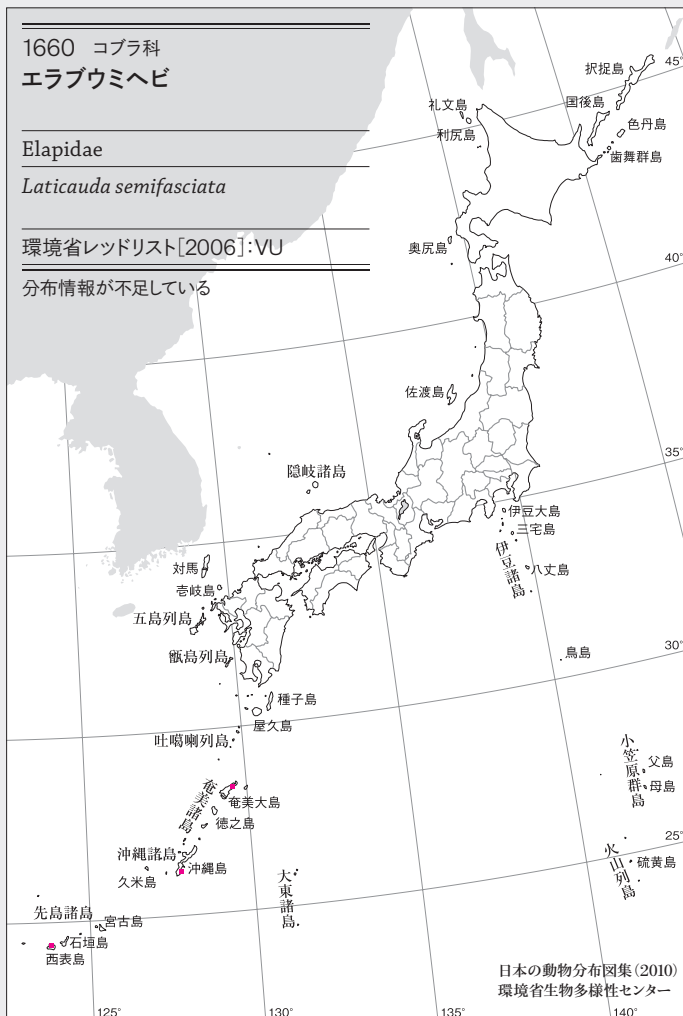 1660 コブラ科
エラブウミヘビ
Elapidae
Laticauda semifasciata
環境省レッドリスト[2006]:VU
分布情報が不足している
45°
択捉島
国後島
礼文島
色丹島
利尻島
歯舞群島
奥尻島
40°
佐渡島
35°
隠岐諸島
伊豆大島
三宅島
伊豆諸島
八丈島
対馬
壱岐島
五島列島
甑島列島
鳥島
30°
種子島
屋久島
吐噶喇列島
小笠原群島
父島
母島
奄美諸島
奄美大島
徳之島
25°
沖縄諸島
沖縄島
久米島
火山列島
硫黄島
大東諸島
先島諸島
宮古島
石垣島
西表島
日本の動物分布図集(2010)
環境省生物多様性センター
125°
130°
135°
140°